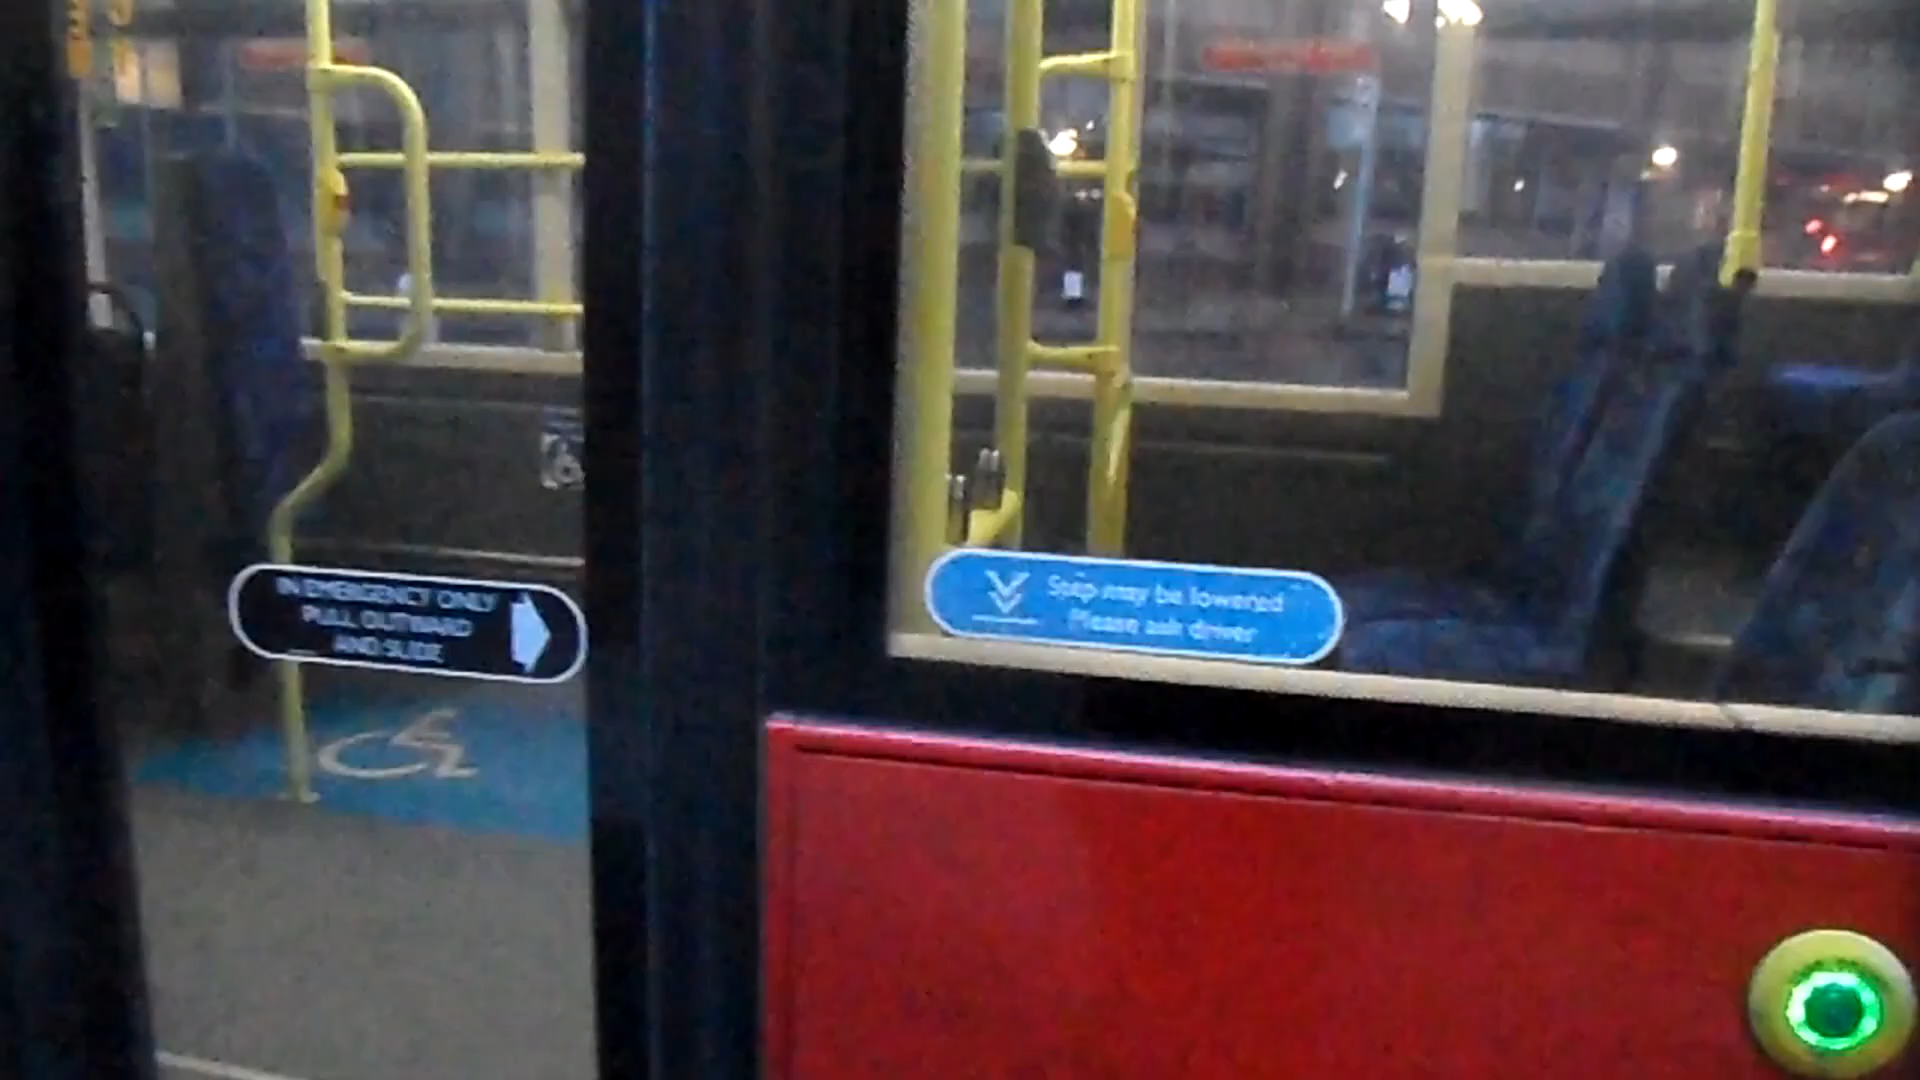 IN EMERGENCY ONLY
PULL OUTWARD
AND SLIDE
Step may be lowered
Please ask driver